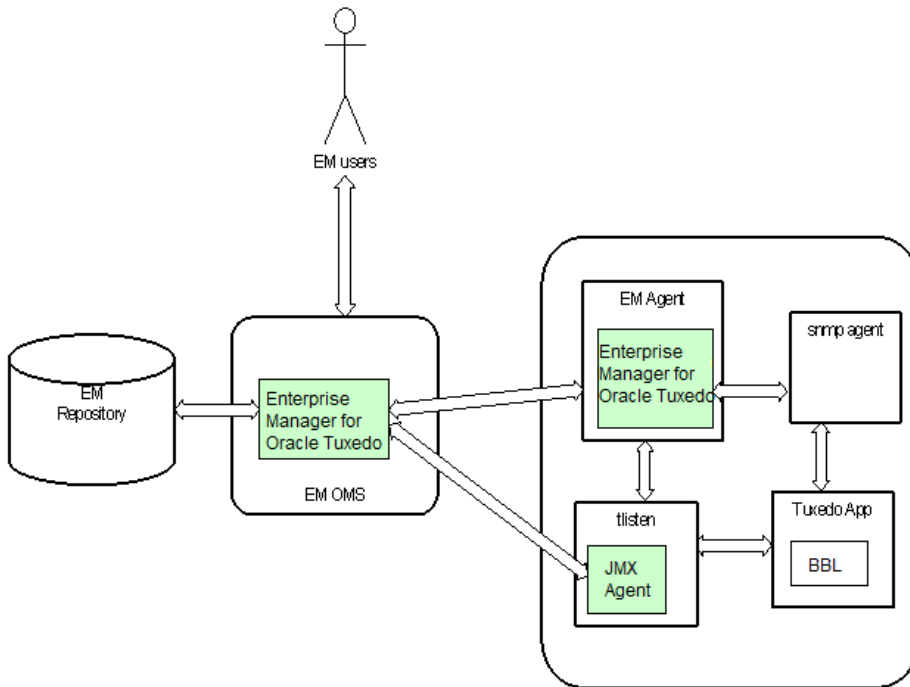 EM users
EM
Repository
Enterprise
Manager for
Oracle Tuxedo
EM OMS
EM Agent
Enterprise
Manager for
Oracle Tuxedo
snmp agent
tlisten
JMX
Agent
Tuxedo App
BBL